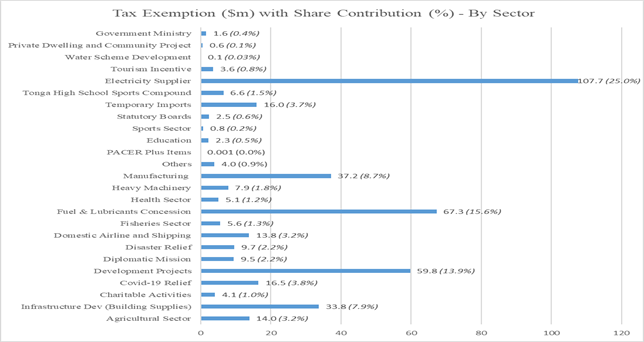 Tax Exemption ($m) with Share Contribution (%) - By Sector
Government Ministry 1.6 (0.4%)
Private Dwelling and Community Project 0.6 (0.1%)
Water Scheme Development 0.1 (0.03%)
Tourism Incentive 3.6 (0.8%)
Electricity Supplier 107.7 (25.0%)
Tonga High School Sports Compound 6.6 (1.5%)
Temporary Imports 16.0 (3.7%)
Statutory Boards 2.5 (0.6%)
Sports Sector 0.8 (0.2%)
Education 2.3 (0.5%)
PACER Plus Items 0.001 (0.0%)
Others 4.0 (0.9%)
Manufacturing 37.2 (8.7%)
Heavy Machinery 7.9 (1.8%)
Health Sector 5.1 (1.2%)
Fuel & Lubricants Concession 67.3 (15.6%)
Fisheries Sector 5.6 (1.3%)
Domestic Airline and Shipping 13.8 (3.2%)
Disaster Relief 9.7 (2.2%)
Diplomatic Mission 9.5 (2.2%)
Development Projects 59.8 (13.9%)
Covid-19 Relief 16.5 (3.8%)
Charitable Activities 4.1 (1.0%)
Infrastructure Dev (Building Supplies) 33.8 (7.9%)
Agricultural Sector 14.0 (3.2%)
0 20 40 60 80 100 120